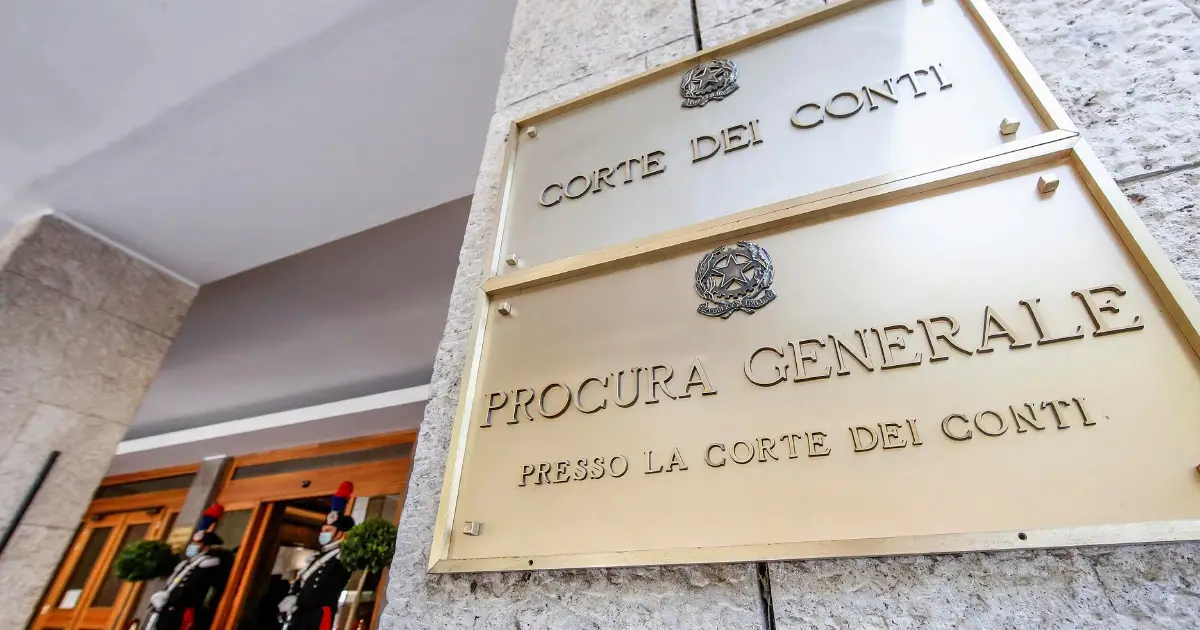 CORTE DEI CONTI
PROCURA GENERALE
PRESSO LA CORTE DEI CONTI